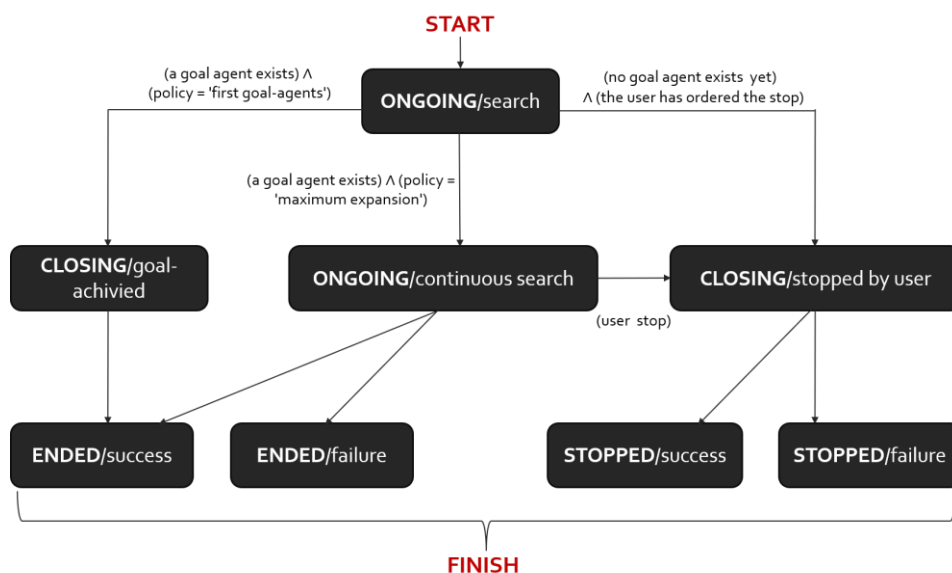 START
(a goal agent exists) Λ
(policy = 'first goal-agents')
(no goal agent exists yet)
Λ (the user has ordered the stop)
ONGOING/search
(a goal agent exists) Λ (policy =
'maximum expansion')
CLOSING/goal-
achivied
ONGOING/continuous search
CLOSING/stopped by user
(user stop)
ENDED/success
ENDED/failure
STOPPED/success
STOPPED/failure
FINISH